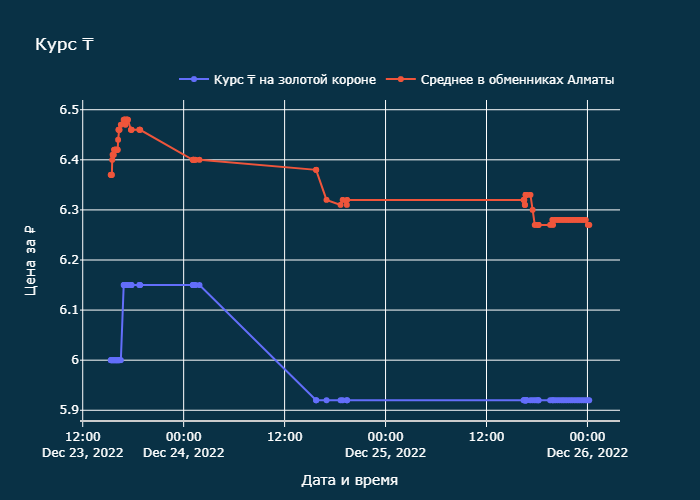 Курс ₸
Курс ₸ на золотой короне
Среднее в обменниках Алматы
6.5
6.4
6.3
6.2
6.1
6
5.9
Цена за ₽
12:00
Dec 23, 2022
00:00
Dec 24, 2022
12:00
00:00
Dec 25, 2022
12:00
00:00
Dec 26, 2022
Дата и время